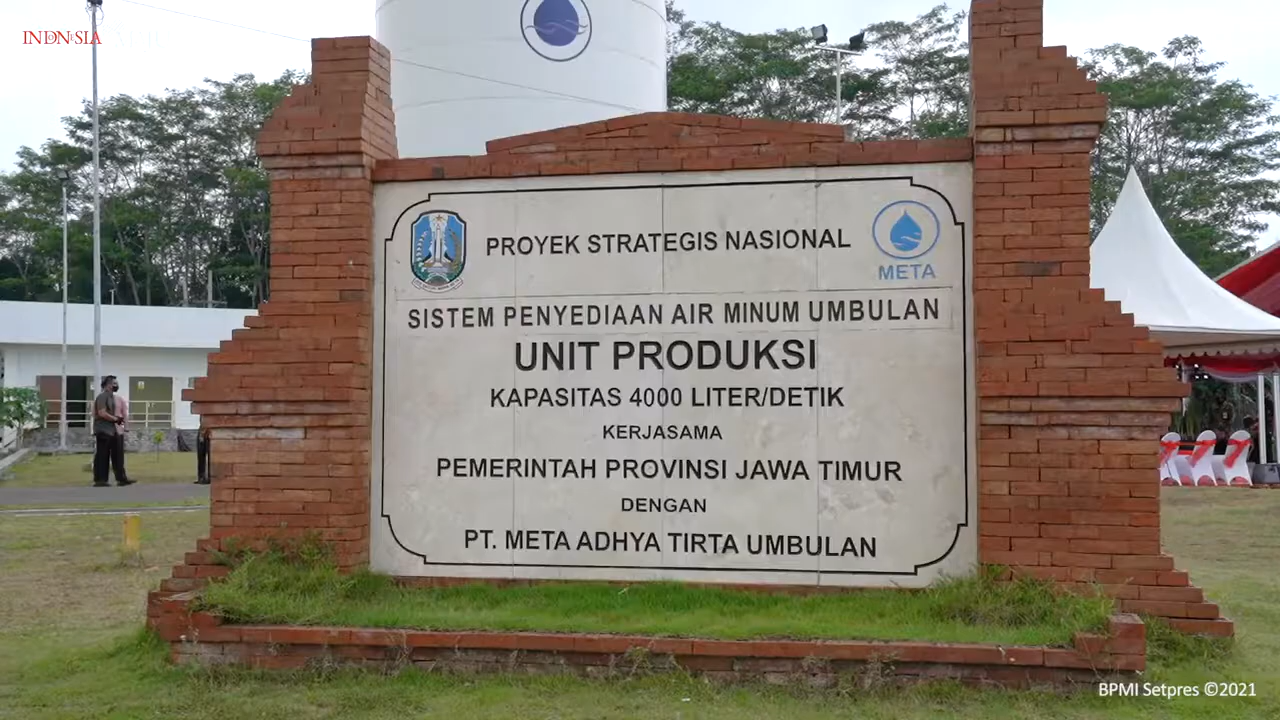 INDONESIA
PROYEK STRATEGIS NASIONAL
META
SISTEM PENYEDIAAN AIR MINUM UMBULAN
UNIT PRODUKSI
KAPASITAS 4000 LITER/DETIK
KERJASAMA
PEMERINTAH PROVINSI JAWA TIMUR
DENGAN
PT. META ADHYA TIRTA UMBULAN
BPMI Setpres ©2021